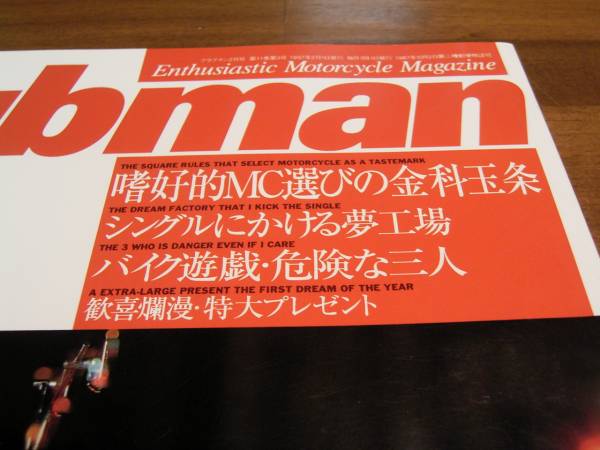 Enthusiastic Motorcycle Magazine
bman
THE SQUARE RULES THAT SELECT MOTORCYCLE AS A TASTEMARK
嗜好的MC選びの金科玉条
THE DREAM FACTORY THAT I KICK THE SINGLE
シングルにかける夢工場
THE 3 WHO IS DANGER EVEN IF I CARE
バイク遊戯・危険な三人
A EXTRA-LARGE PRESENT THE FIRST DREAM OF THE YEAR
歓喜爛漫・特大プレゼント